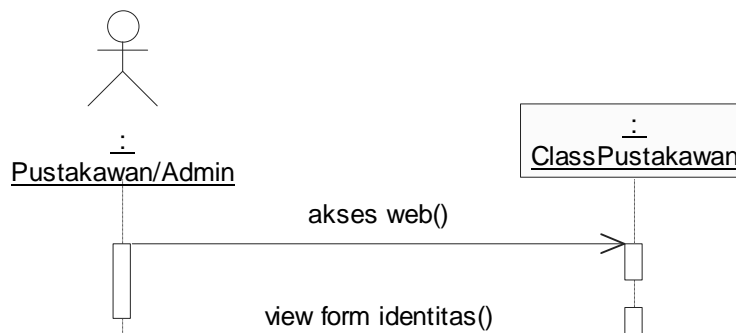 :
Pustakawan/Admin
:
ClassPustakawan
akses web()
view form identitas()